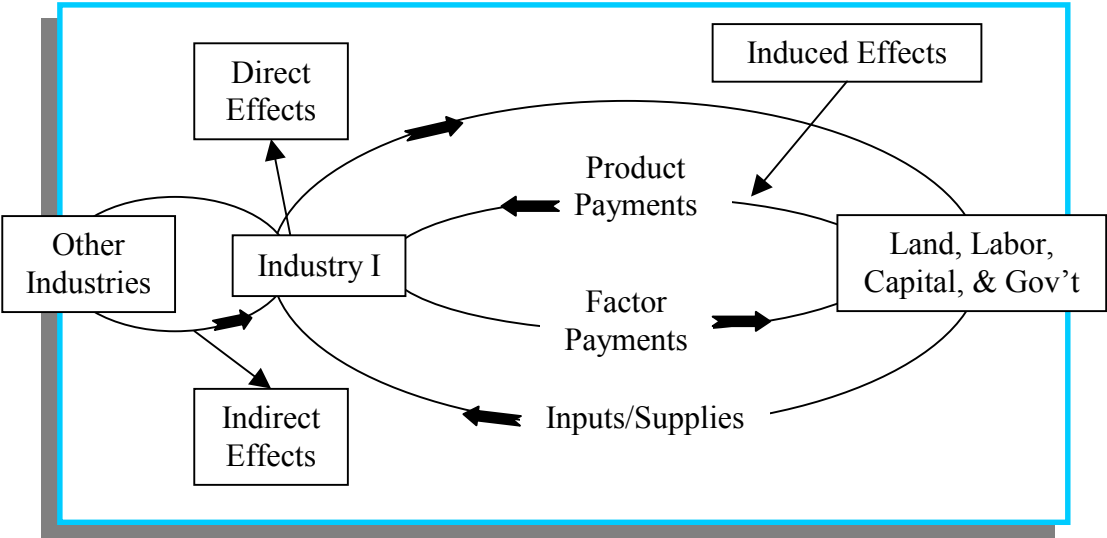 Direct
Effects
Induced Effects
Product
Payments
Other
Industries
Industry I
Land, Labor,
Capital, & Gov’t
Factor
Payments
Indirect
Effects
Inputs/Supplies